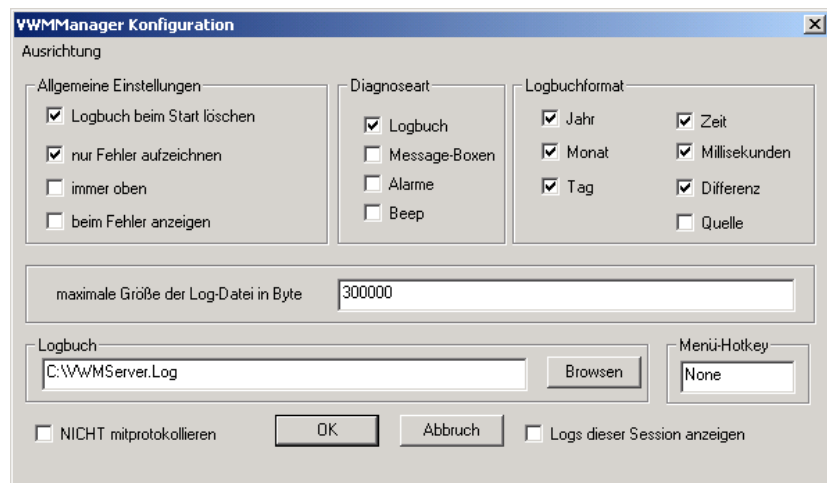 VWMManager Konfiguration
Ausrichtung
Allgemeine Einstellungen
Logbuch beim Start löschen
nur Fehler aufzeichnen
immer oben
beim Fehler anzeigen
Diagnoseart
Logbuch
Message-Boxen
Alarme
Beep
Logbuchformat
Jahr
Monat
Tag
Zeit
Millisekunden
Differenz
Quelle
maximale Größe der Log-Datei in Byte 300000
Logbuch
C:\VWMServer.Log
Browsen
Menü-Hotkey
None
NICHT mitprotokollieren
OK
Abbruch
Logs dieser Session anzeigen